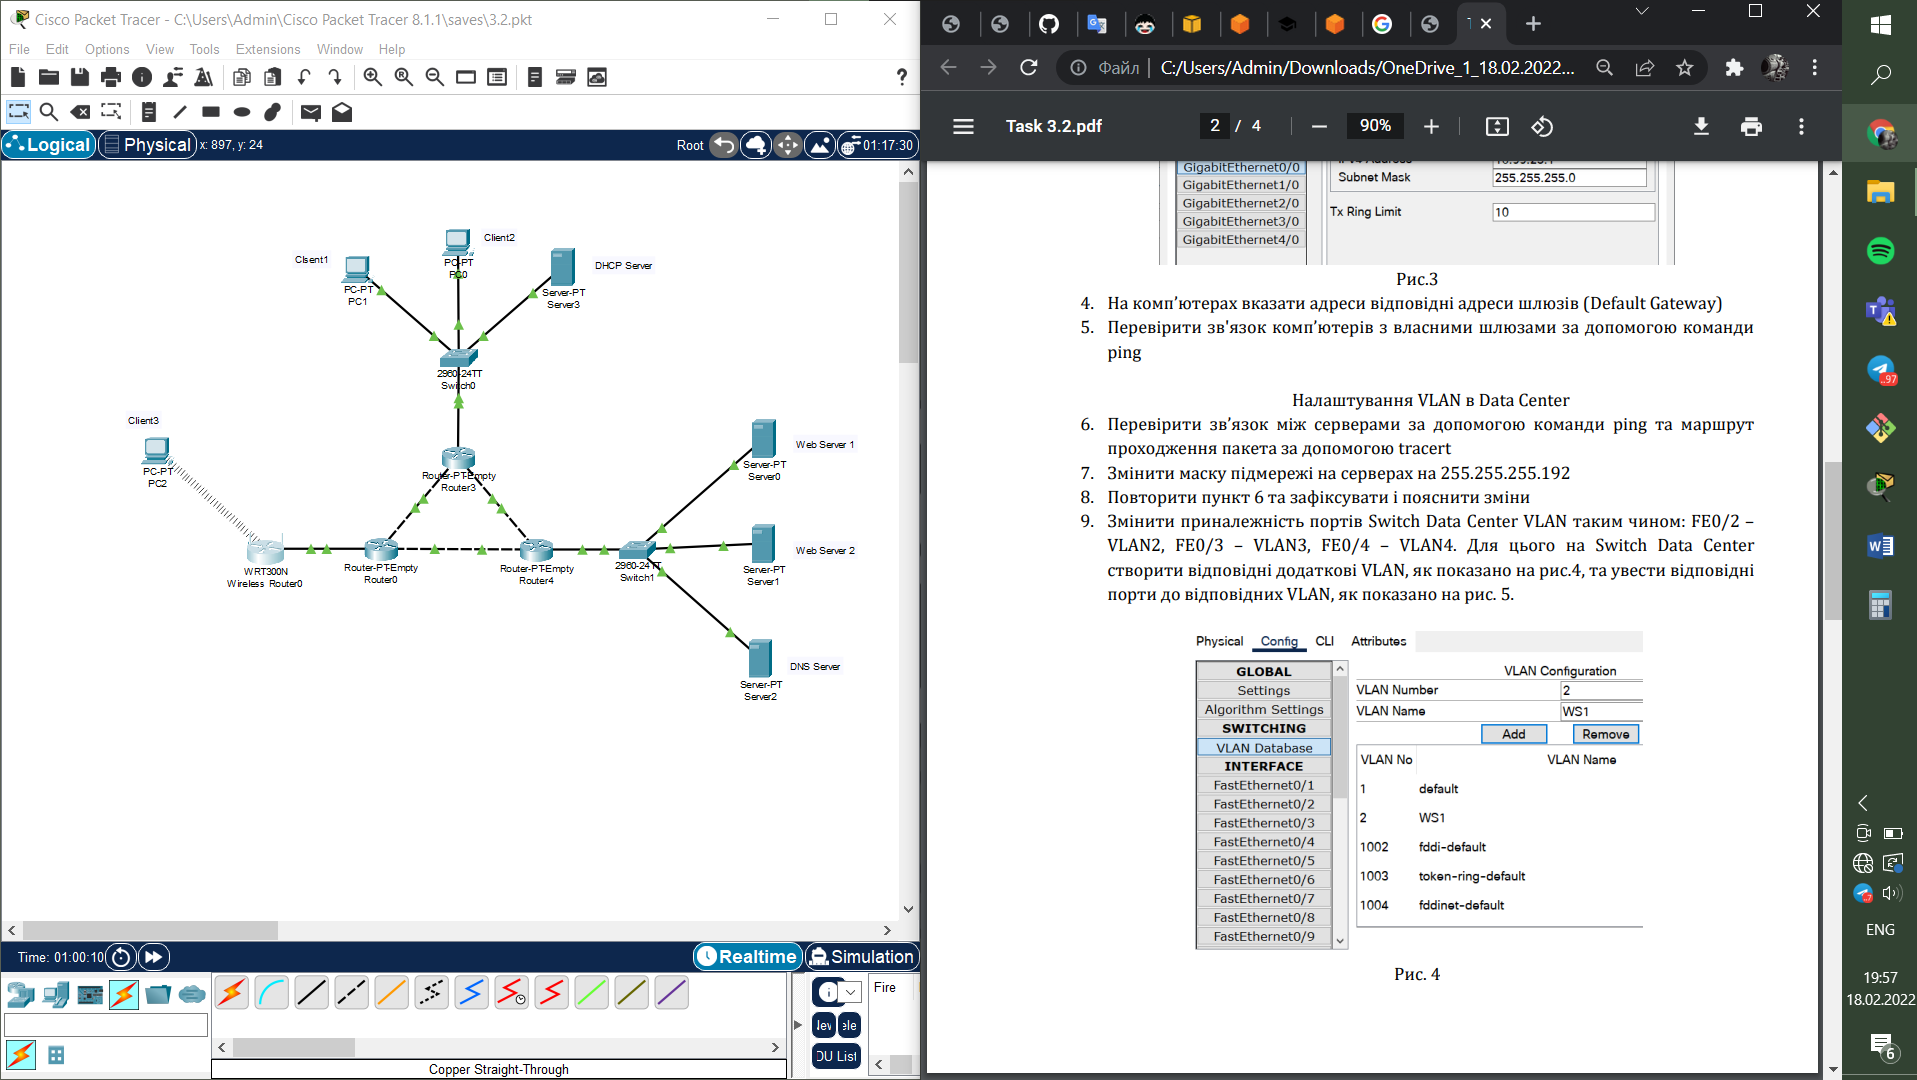 Cisco Packet Tracer - C:\Users\Admin\Cisco Packet Tracer 8.1.1\saves\3.2.pkt
File Edit Options View Tools Extensions Window Help
Logical Physical x: 897, y: 24 Root 01:17:30
Client2
Clsent1
DHCP Server
PC-PT
PC0
PC-PT
PC1
Server-PT
Server3
2960-24TT
Switch0
Client3
PC-PT
PC2
Router-PT-Empty
Router3
Web Server 1
Server-PT
Server0
WRT300N
Wireless Router0
Router-PT-Empty
Router0
Router-PT-Empty
Router4
2960-24TT
Switch1
Web Server 2
Server-PT
Server1
DNS Server
Server-PT
Server2
Time: 01:00:10 Realtime Simulation
Fire
Copper Straight-Through
Файл C:/Users/Admin/Downloads/OneDrive_1_18.02.2022...
Task 3.2.pdf 2 / 4 90%
GigabitEthernet0/0
GigabitEthernet1/0
GigabitEthernet2/0
GigabitEthernet3/0
GigabitEthernet4/0
Subnet Mask 255.255.255.0
Tx Ring Limit 10
Рис.3
4. На комп’ютерах вказати адреси відповідні адреси шлюзів (Default Gateway)
5. Перевірити зв'язок комп’ютерів з власними шлюзами за допомогою команди
ping
Налаштування VLAN в Data Center
6. Перевірити зв’язок між серверами за допомогою команди ping та маршрут
проходження пакета за допомогою tracert
7. Змінити маску підмережі на серверах на 255.255.255.192
8. Повторити пункт 6 та зафіксувати і пояснити зміни
9. Змінити приналежність портів Switch Data Center VLAN таким чином: FE0/2 –
VLAN2, FE0/3 – VLAN3, FE0/4 – VLAN4. Для цього на Switch Data Center
створити відповідні додаткові VLAN, як показано на рис.4, та увести відповідні
порти до відповідних VLAN, як показано на рис. 5.
Physical Config CLI Attributes
GLOBAL
Settings
Algorithm Settings
SWITCHING
VLAN Database
INTERFACE
FastEthernet0/1
FastEthernet0/2
FastEthernet0/3
FastEthernet0/4
FastEthernet0/5
FastEthernet0/6
FastEthernet0/7
FastEthernet0/8
FastEthernet0/9
VLAN Configuration
VLAN Number 2
VLAN Name WS1
Add Remove
VLAN No VLAN Name
1 default
2 WS1
1002 fddi-default
1003 token-ring-default
1004 fddinet-default
Рис. 4
ENG
19:57
18.02.2022
6